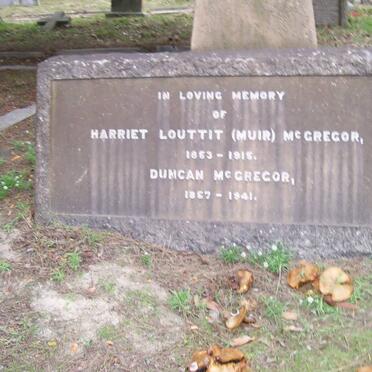 IN LOVING MEMORY
OF
HARRIET LOUTTIT (MUIR) McGREGOR,
1853 - 1915.
DUNCAN McGREGOR,
1857 - 1941.